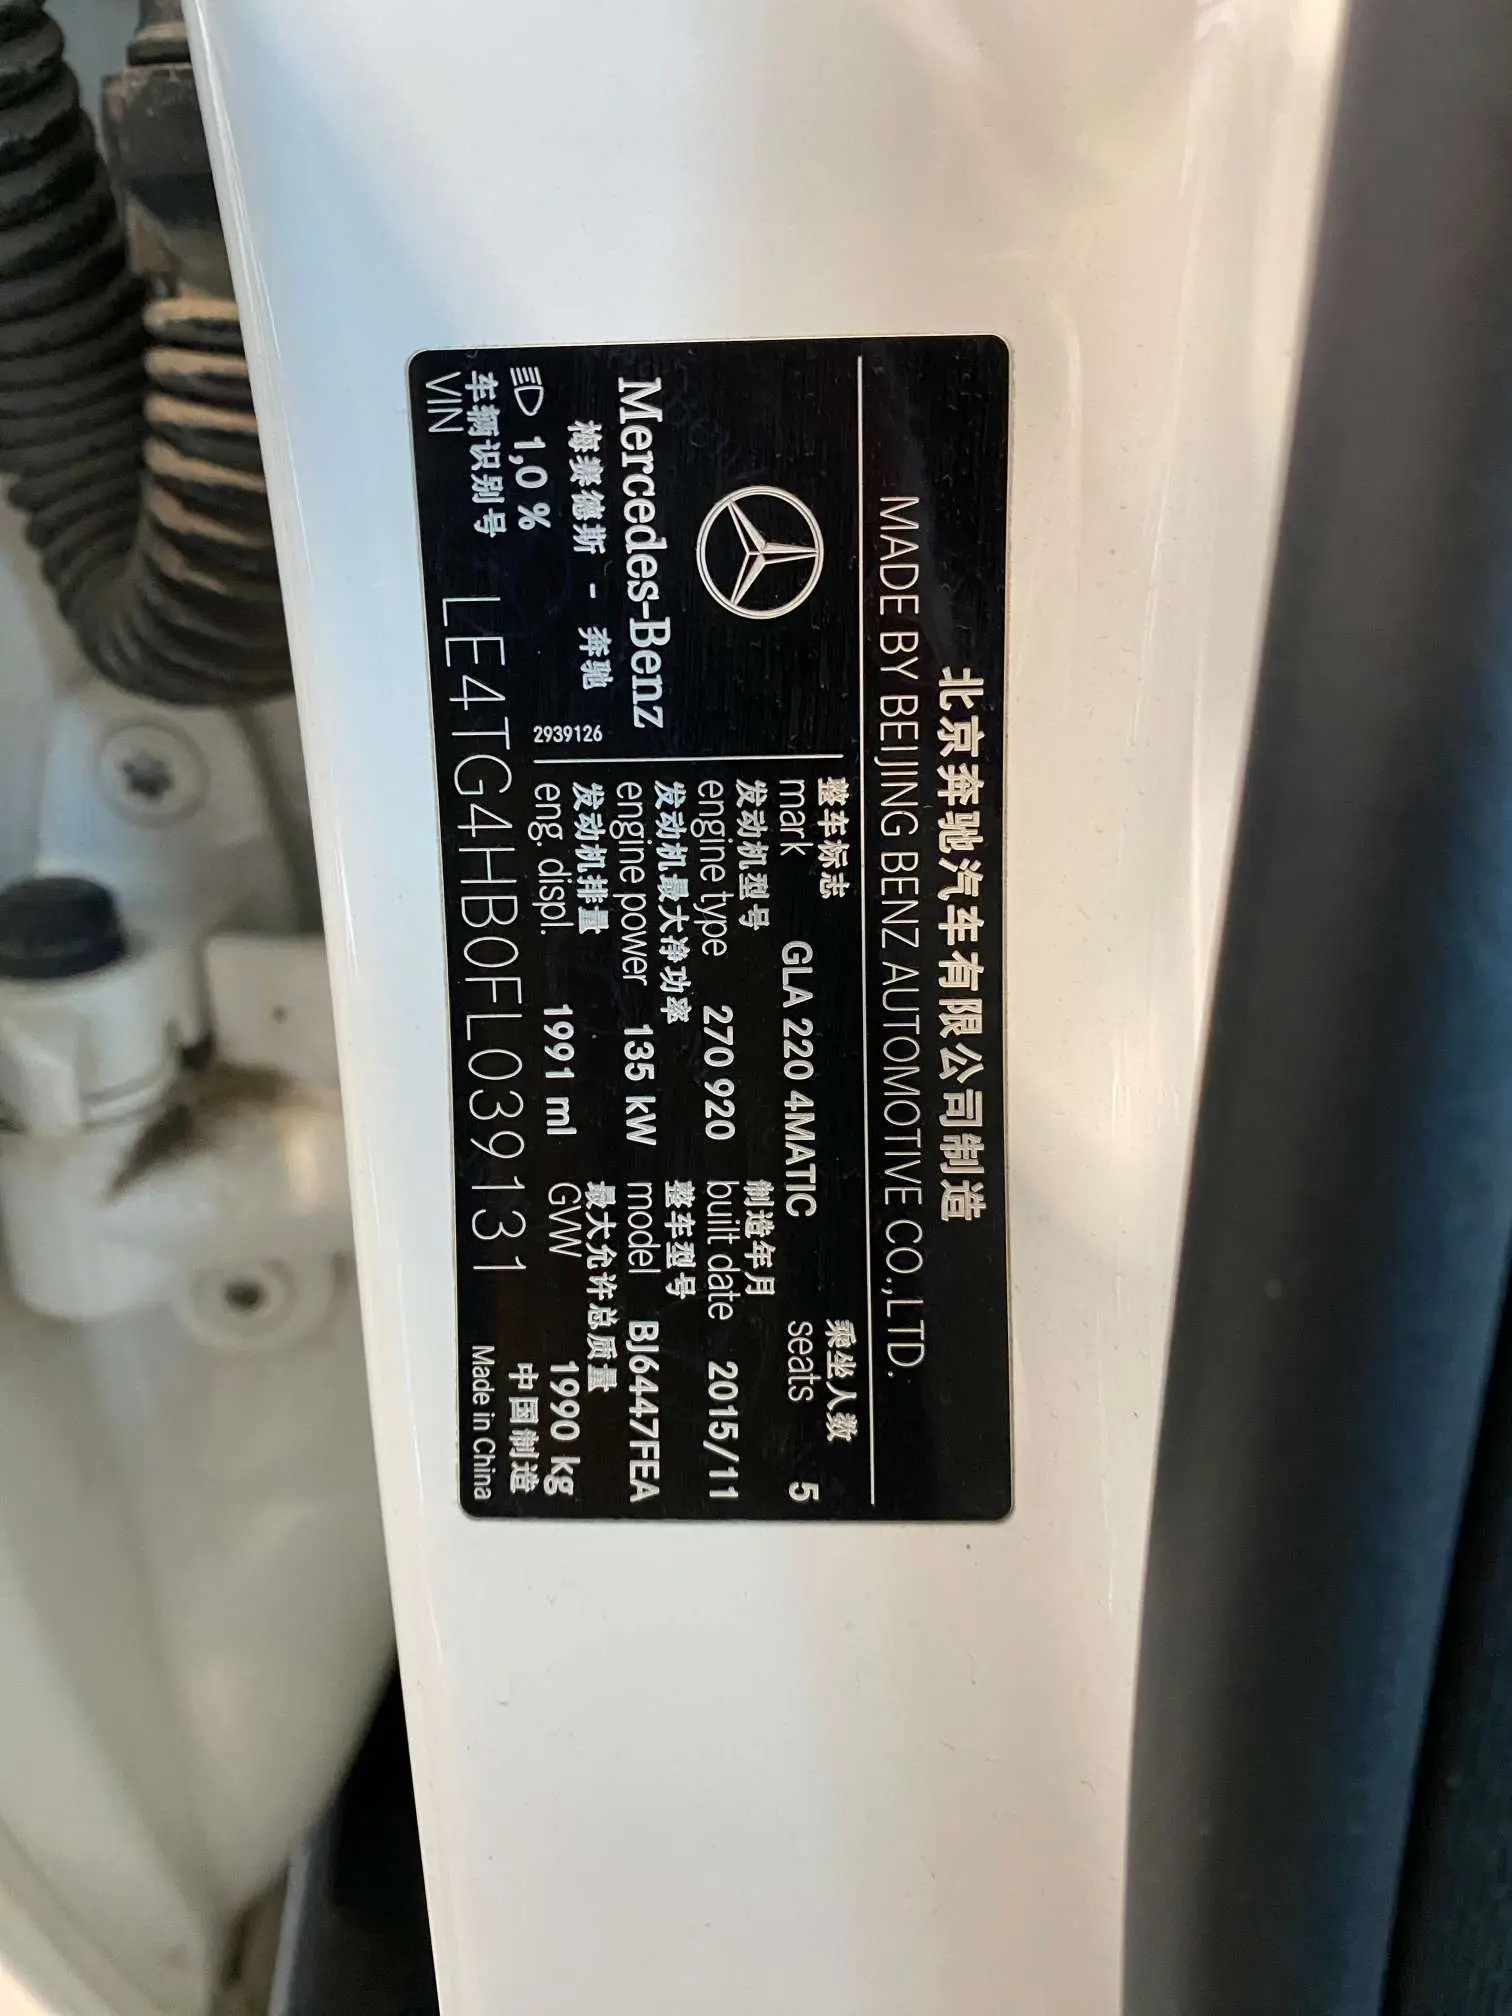 北京奔驰汽车有限公司制造
MADE BY BEIJING BENZ AUTOMOTIVE CO.,LTD.
Mercedes-Benz
梅赛德斯 - 奔驰
1,0 %
2939126
整车标志
mark GLA 220 4MATIC
乘坐人数
seats 5
发动机型号
engine type 270 920
制造年月
built date 2015/11
发动机最大净功率
engine power 135 kW
整车型号
model BJ6447FEA
发动机排量
eng. displ. 1991 ml
最大允许总质量
GVW 1990 kg
车辆识别号
VIN LE4TG4HB0FL039131
中国制造
Made in China